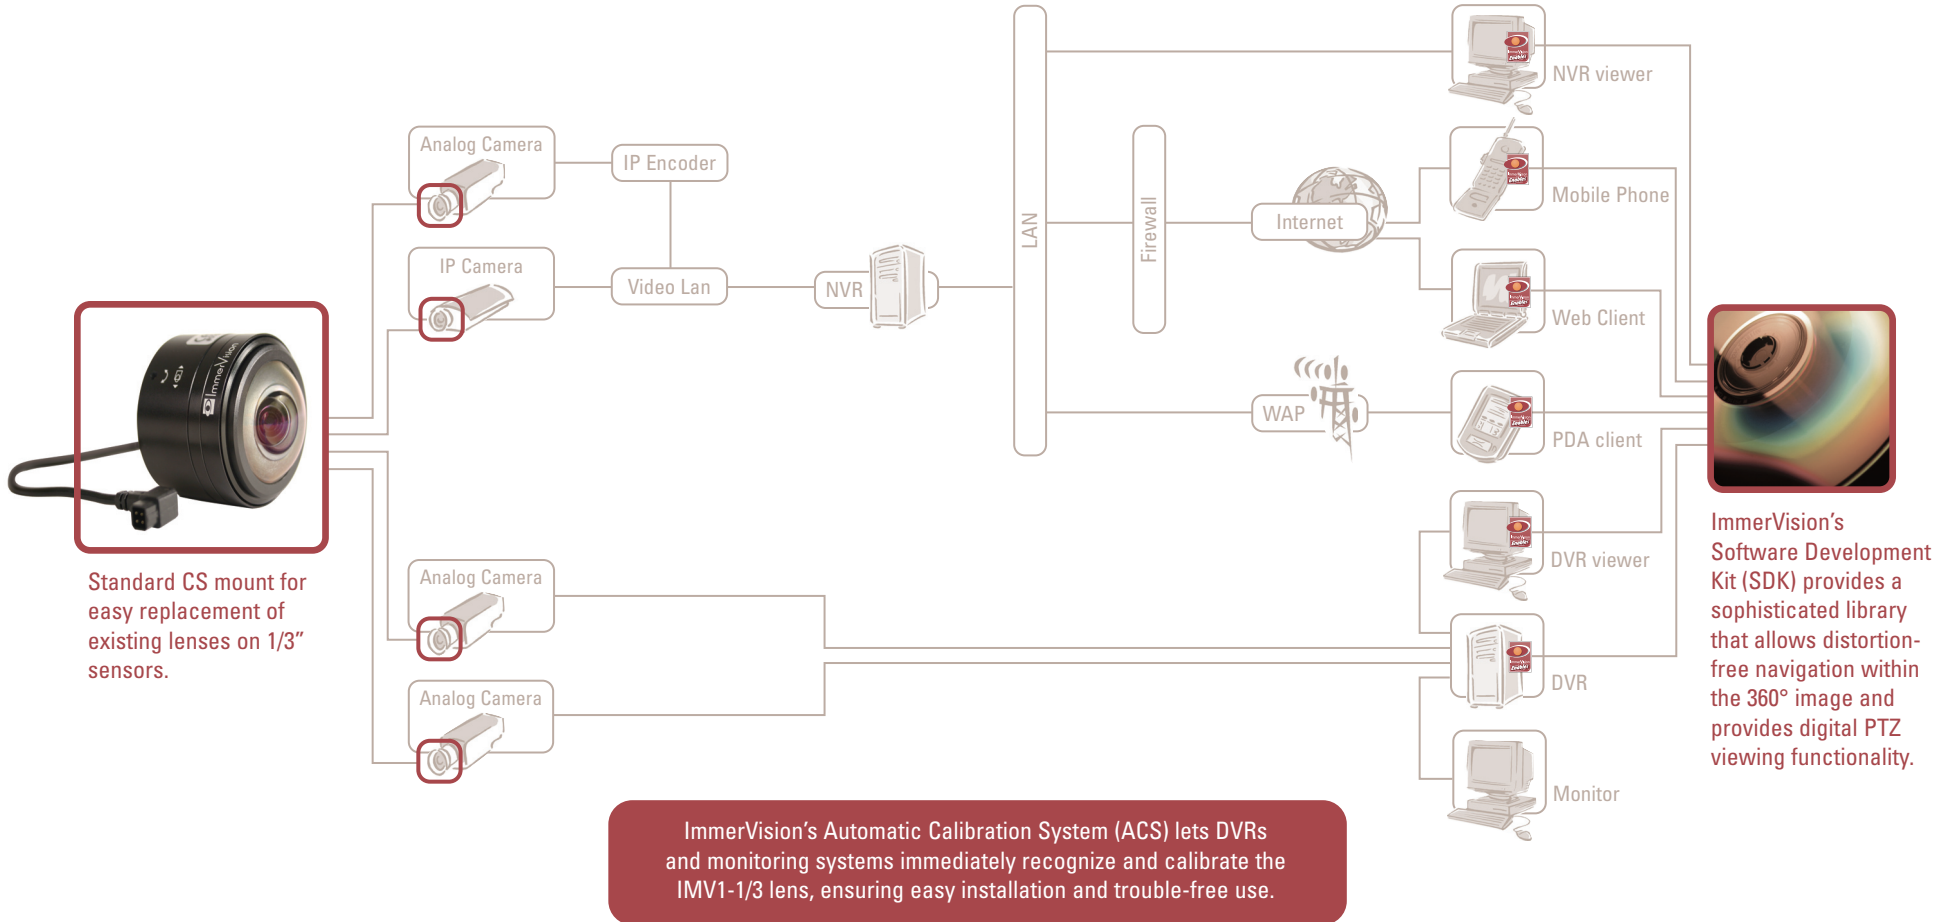 NVR viewer
Analog Camera
IP Encoder
Mobile Phone
LAN
Firewall
Internet
IP Camera
Video Lan
NVR
Web Client
ImmerVision
WAP
PDA client
Standard CS mount for
easy replacement of
existing lenses on 1/3”
sensors.
Analog Camera
DVR viewer
Analog Camera
DVR
Monitor
ImmerVision’s
Software Development
Kit (SDK) provides a
sophisticated library
that allows distortion-
free navigation within
the 360° image and
provides digital PTZ
viewing functionality.
ImmerVision’s Automatic Calibration System (ACS) lets DVRs
and monitoring systems immediately recognize and calibrate the
IMV1-1/3 lens, ensuring easy installation and trouble-free use.